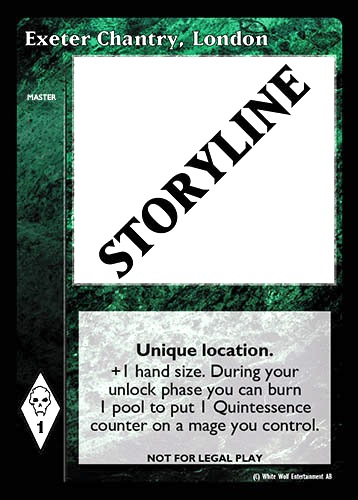 Exeter Chantry, London
MASTER
STORYLINE
Unique location.
+1 hand size. During your
unlock phase you can burn
1 pool to put 1 Quintessence
counter on a mage you control.
1
NOT FOR LEGAL PLAY
(C) White Wolf Entertainment AB